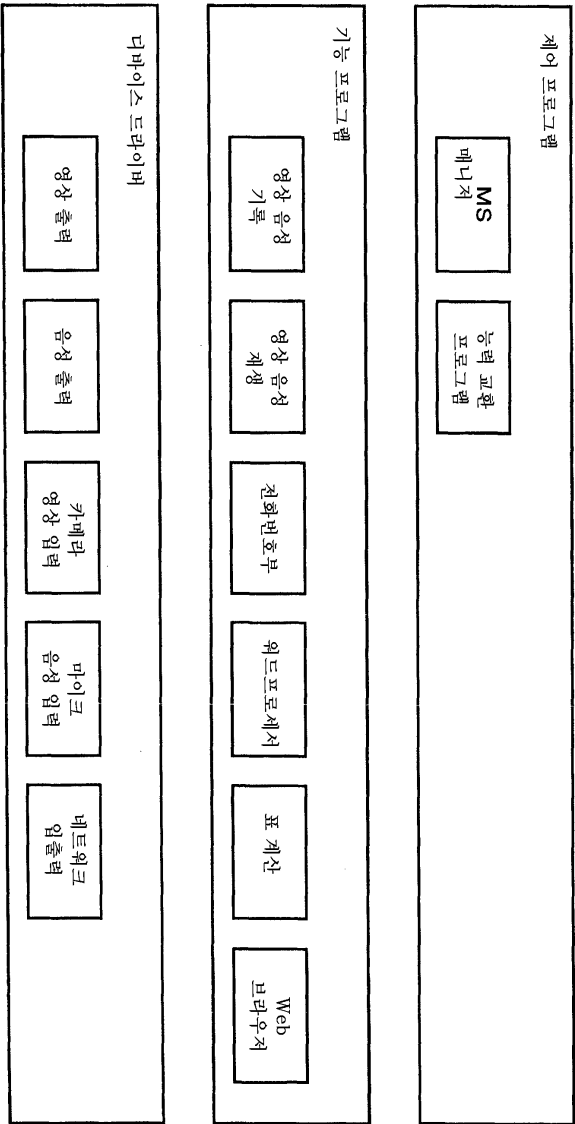 제어 프로그램
MS
매니저
능력 교환
프로그램
기능 프로그램
영상 음성
기록
영상 음성
재생
전화번호부
워드프로세서
표 계산
Web
브라우저
디바이스 드라이버
영상 출력
음성 출력
카메라
영상 입력
마이크
음성 입력
네트워크
입출력